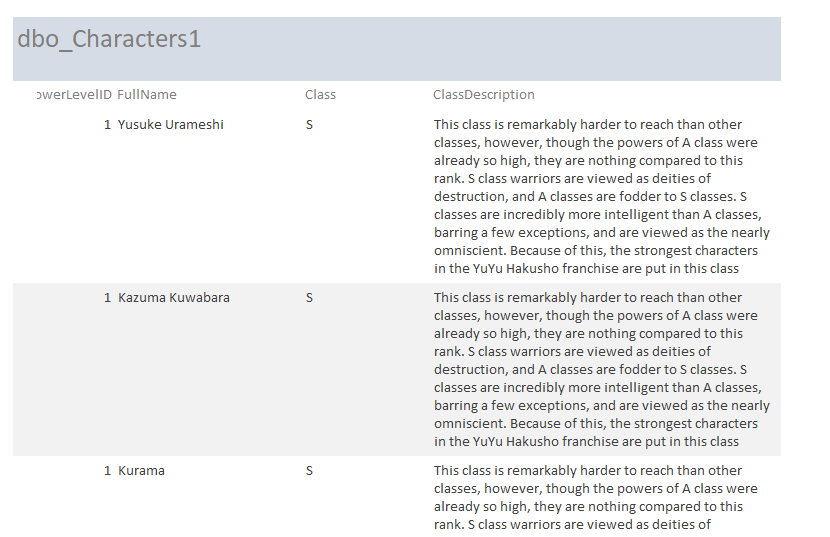 dbo_Characters1
owerLevelID FullName Class ClassDescription
1 Yusuke Urameshi S This class is remarkably harder to reach than other
classes, however, though the powers of A class were
already so high, they are nothing compared to this
rank. S class warriors are viewed as deities of
destruction, and A classes are fodder to S classes. S
classes are incredibly more intelligent than A classes,
barring a few exceptions, and are viewed as the nearly
omniscient. Because of this, the strongest characters
in the YuYu Hakusho franchise are put in this class
1 Kazuma Kuwabara S This class is remarkably harder to reach than other
classes, however, though the powers of A class were
already so high, they are nothing compared to this
rank. S class warriors are viewed as deities of
destruction, and A classes are fodder to S classes. S
classes are incredibly more intelligent than A classes,
barring a few exceptions, and are viewed as the nearly
omniscient. Because of this, the strongest characters
in the YuYu Hakusho franchise are put in this class
1 Kurama S This class is remarkably harder to reach than other
classes, however, though the powers of A class were
already so high, they are nothing compared to this
rank. S class warriors are viewed as deities of